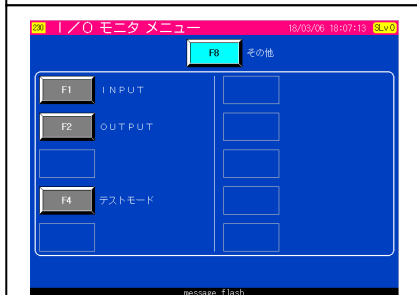 230 I/O モニタ メニュー 18/03/06 18:07:13 SLv0
F8 その他
F1 INPUT
F2 OUTPUT
F4 テストモード
message flash